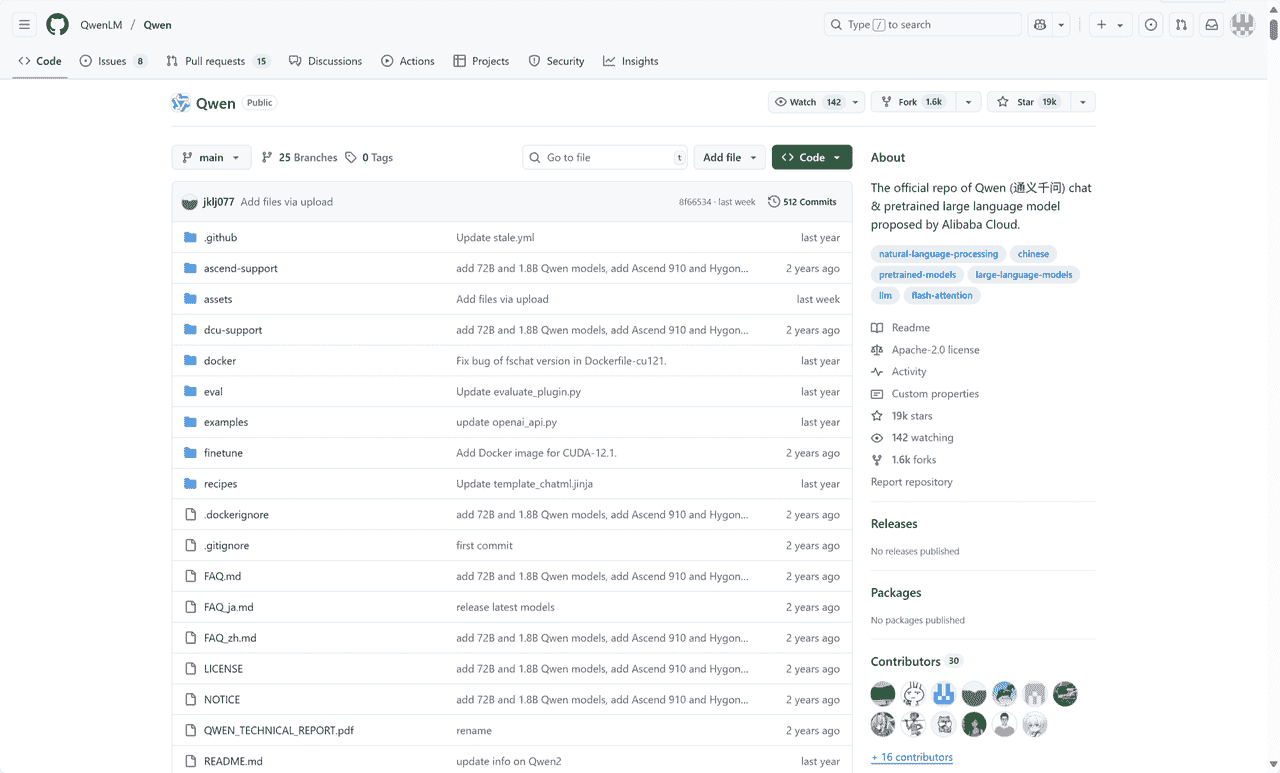 QwenLM / Qwen
Type / to search
Code
Issues 8
Pull requests 15
Discussions
Actions
Projects
Security
Insights
Qwen Public
Watch 142
Fork 1.6k
Star 19k
main
25 Branches
0 Tags
Go to file t
Add file
Code
jklj077 Add files via upload 8f66534 · last week 512 Commits
.github Update stale.yml last year
ascend-support add 72B and 1.8B Qwen models, add Ascend 910 and Hygon... 2 years ago
assets Add files via upload last week
dcu-support add 72B and 1.8B Qwen models, add Ascend 910 and Hygon... 2 years ago
docker Fix bug of fschat version in Dockerfile-cu121. last year
eval Update evaluate_plugin.py last year
examples update openai_api.py last year
finetune Add Docker image for CUDA-12.1. 2 years ago
recipes Update template_chatml.jinja last year
.dockerignore add 72B and 1.8B Qwen models, add Ascend 910 and Hygon... 2 years ago
.gitignore first commit 2 years ago
FAQ.md add 72B and 1.8B Qwen models, add Ascend 910 and Hygon... 2 years ago
FAQ_ja.md release latest models 2 years ago
FAQ_zh.md add 72B and 1.8B Qwen models, add Ascend 910 and Hygon... 2 years ago
LICENSE add 72B and 1.8B Qwen models, add Ascend 910 and Hygon... 2 years ago
NOTICE add 72B and 1.8B Qwen models, add Ascend 910 and Hygon... 2 years ago
QWEN_TECHNICAL_REPORT.pdf rename 2 years ago
README.md update info on Qwen2 last year
About
The official repo of Qwen (通义千问) chat
& pretrained large language model
proposed by Alibaba Cloud.
natural-language-processing chinese
pretrained-models large-language-models
llm flash-attention
Readme
Apache-2.0 license
Activity
Custom properties
19k stars
142 watching
1.6k forks
Report repository
Releases
No releases published
Packages
No packages published
Contributors 30
+ 16 contributors